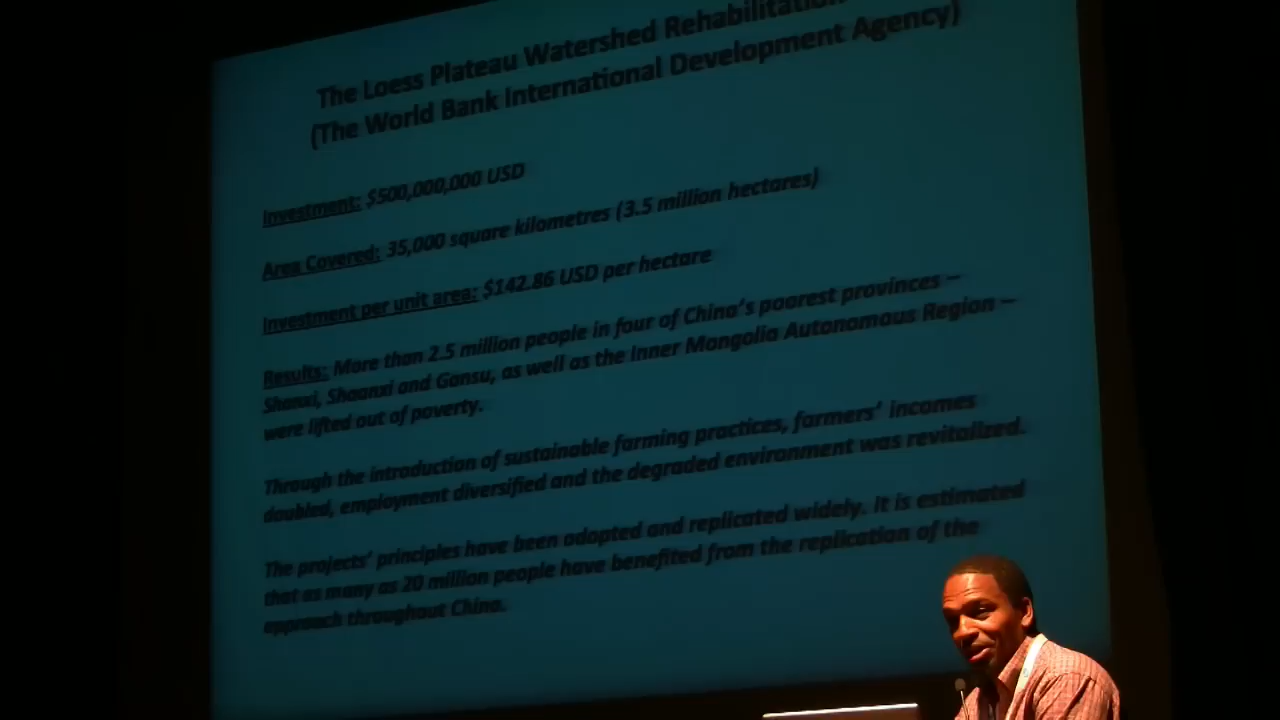 The Loess Plateau Watershed Rehabilitation
(The World Bank International Development Agency)
Investment: $500,000,000 USD
Area Covered: 35,000 square kilometres (3.5 million hectares)
Investment per unit area: $142.86 USD per hectare
Results: More than 2.5 million people in four of China's poorest provinces –
Shanxi, Shaanxi and Gansu, as well as the Inner Mongolia Autonomous Region –
were lifted out of poverty.
Through the introduction of sustainable farming practices, farmers' incomes
doubled, employment diversified and the degraded environment was revitalized.
The projects' principles have been adopted and replicated widely. It is estimated
that as many as 20 million people have benefited from the replication of the
approach throughout China.